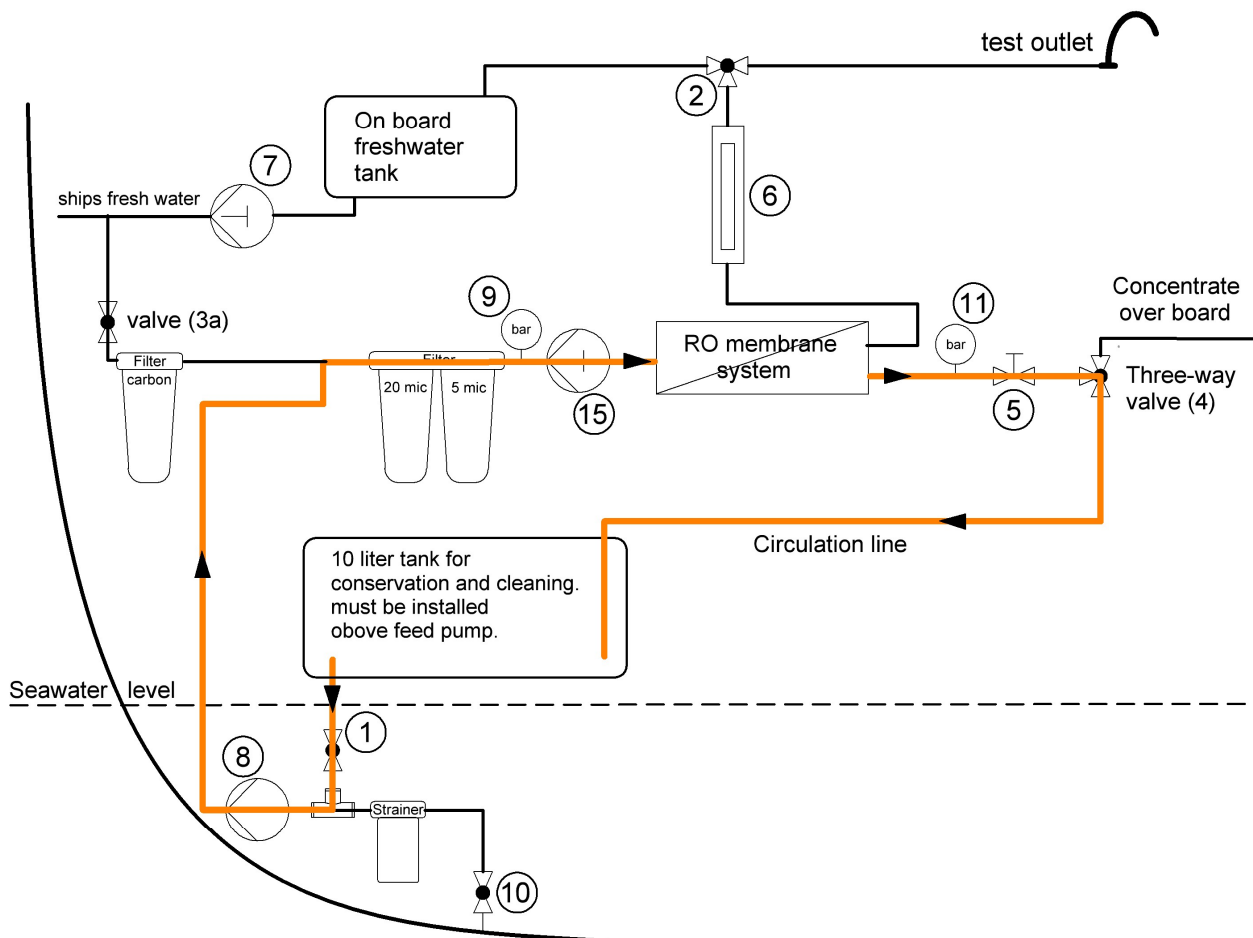 test outlet
2
On board
freshwater
tank
7
6
ships fresh water
Concentrate
over board
9
11
valve (3a)
bar
bar
RO membrane
system
Filter
Filter
carbon
20 mic
5 mic
Three-way
valve (4)
15
5
Circulation line
10 liter tank for
conservation and cleaning.
must be installed
obove feed pump.
Seawater level
1
8
Strainer
10